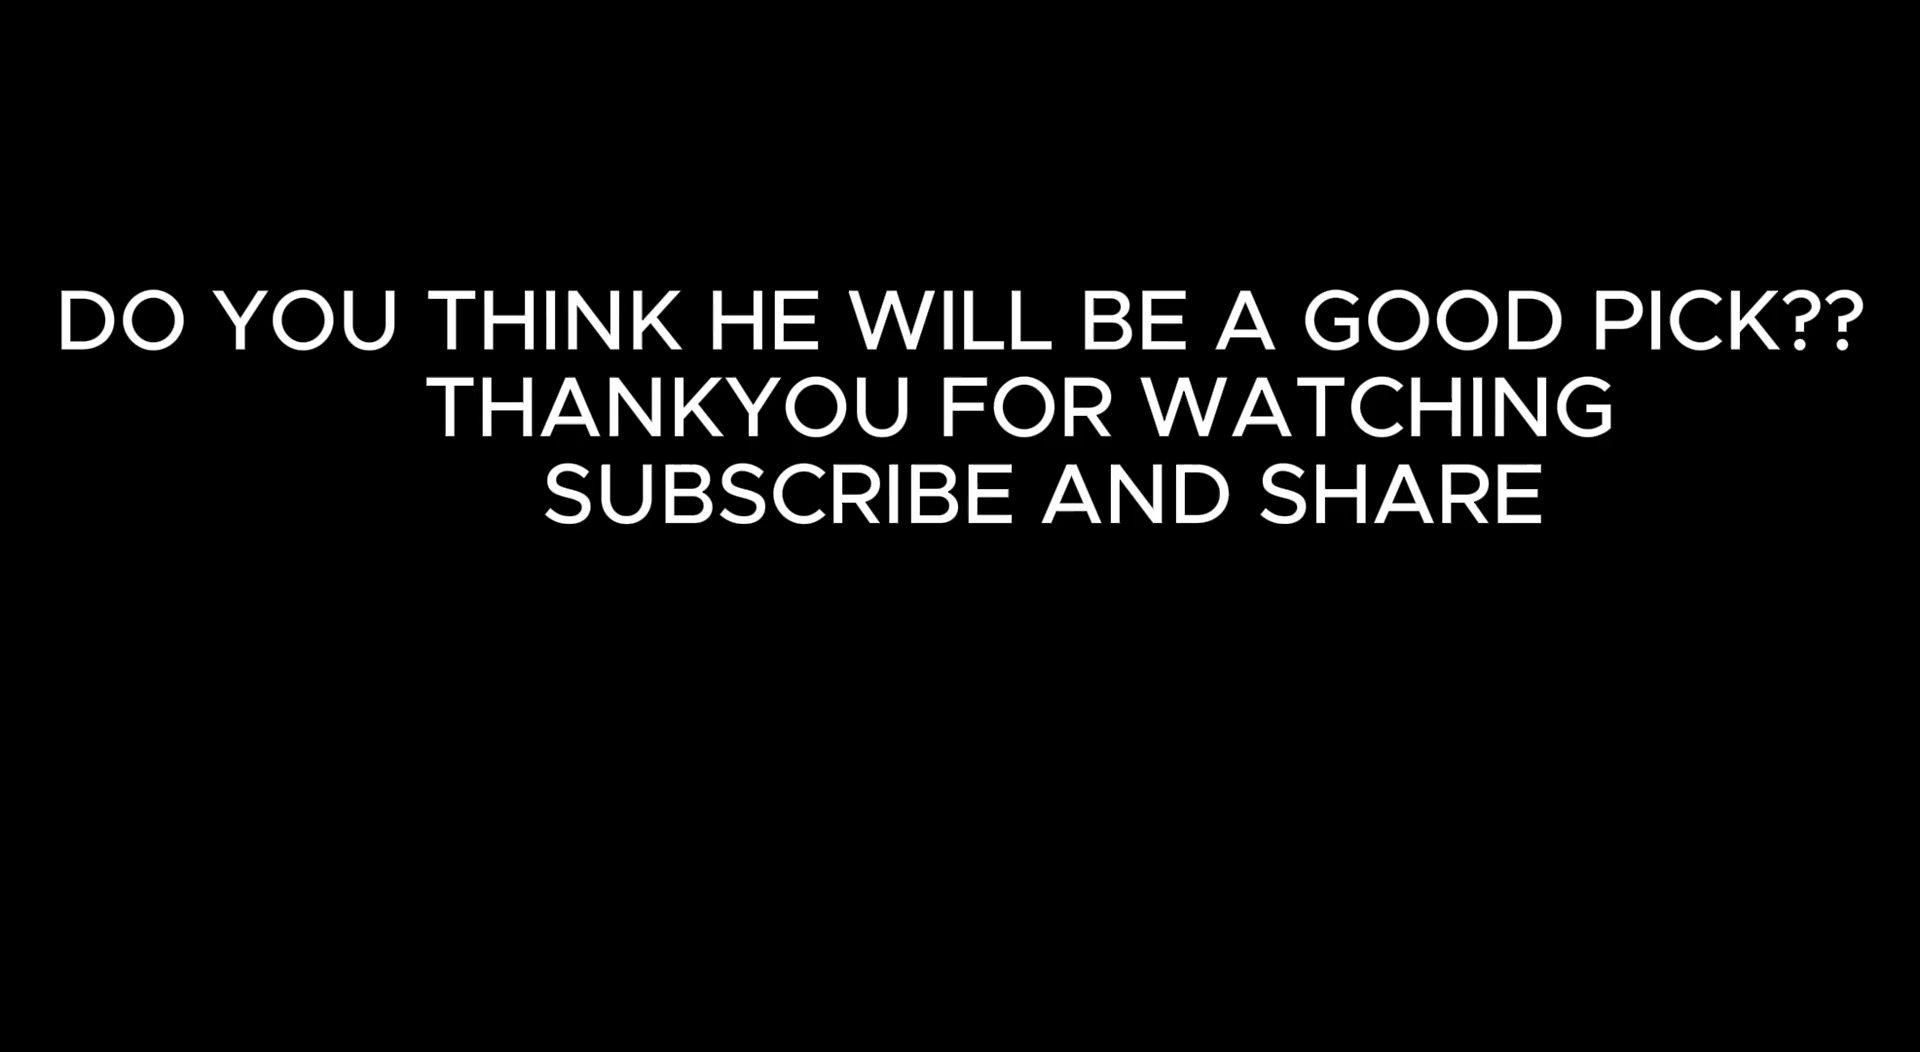 DO YOU THINK HE WILL BE A GOOD PICK??
THANKYOU FOR WATCHING
SUBSCRIBE AND SHARE